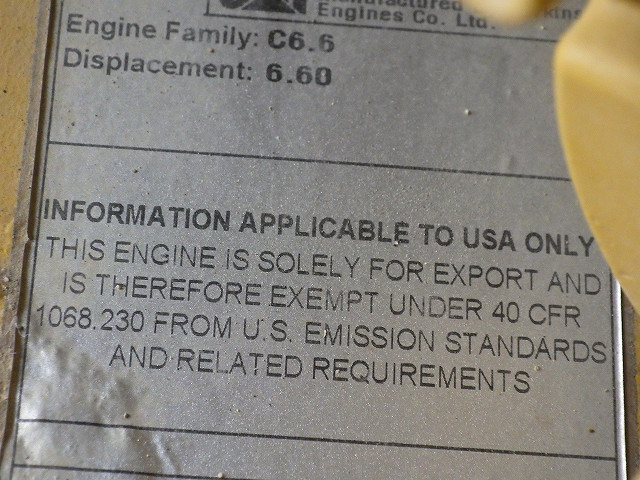 Manufactured
Engines Co. Ltd.
Engine Family: C6.6
Displacement: 6.60
INFORMATION APPLICABLE TO USA ONLY
THIS ENGINE IS SOLELY FOR EXPORT AND
IS THEREFORE EXEMPT UNDER 40 CFR
1068.230 FROM U.S. EMISSION STANDARDS
AND RELATED REQUIREMENTS